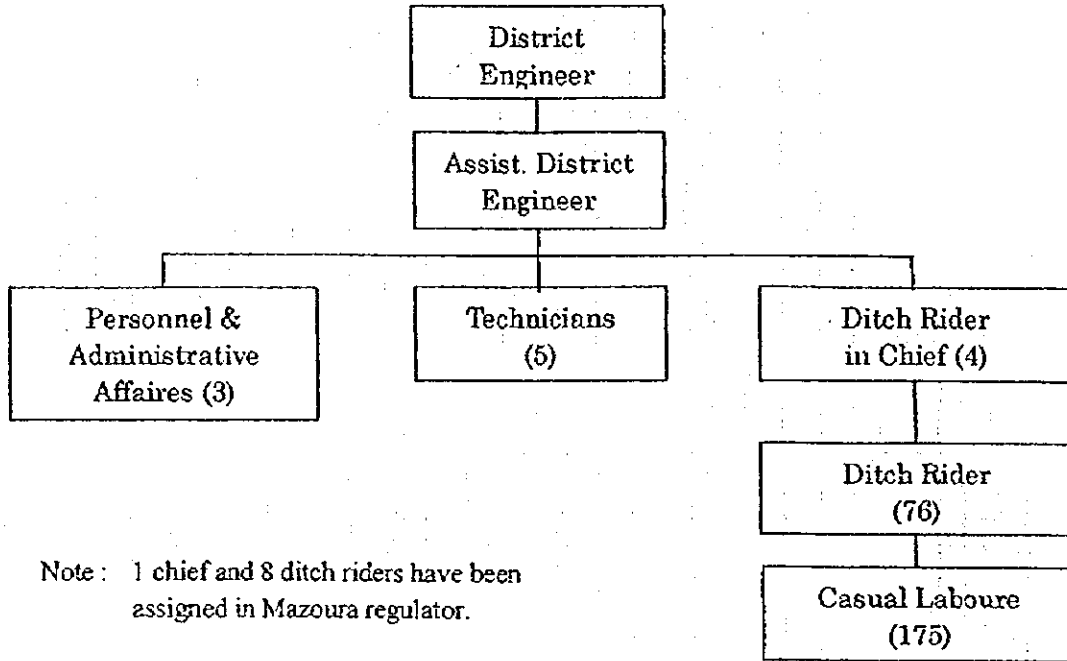 District
Engineer
Assist. District
Engineer
Personnel &
Administrative
Affaires (3)
Technicians
(5)
Ditch Rider
in Chief (4)
Ditch Rider
(76)
Casual Laboure
(175)
Note : 1 chief and 8 ditch riders have been
assigned in Mazoura regulator.